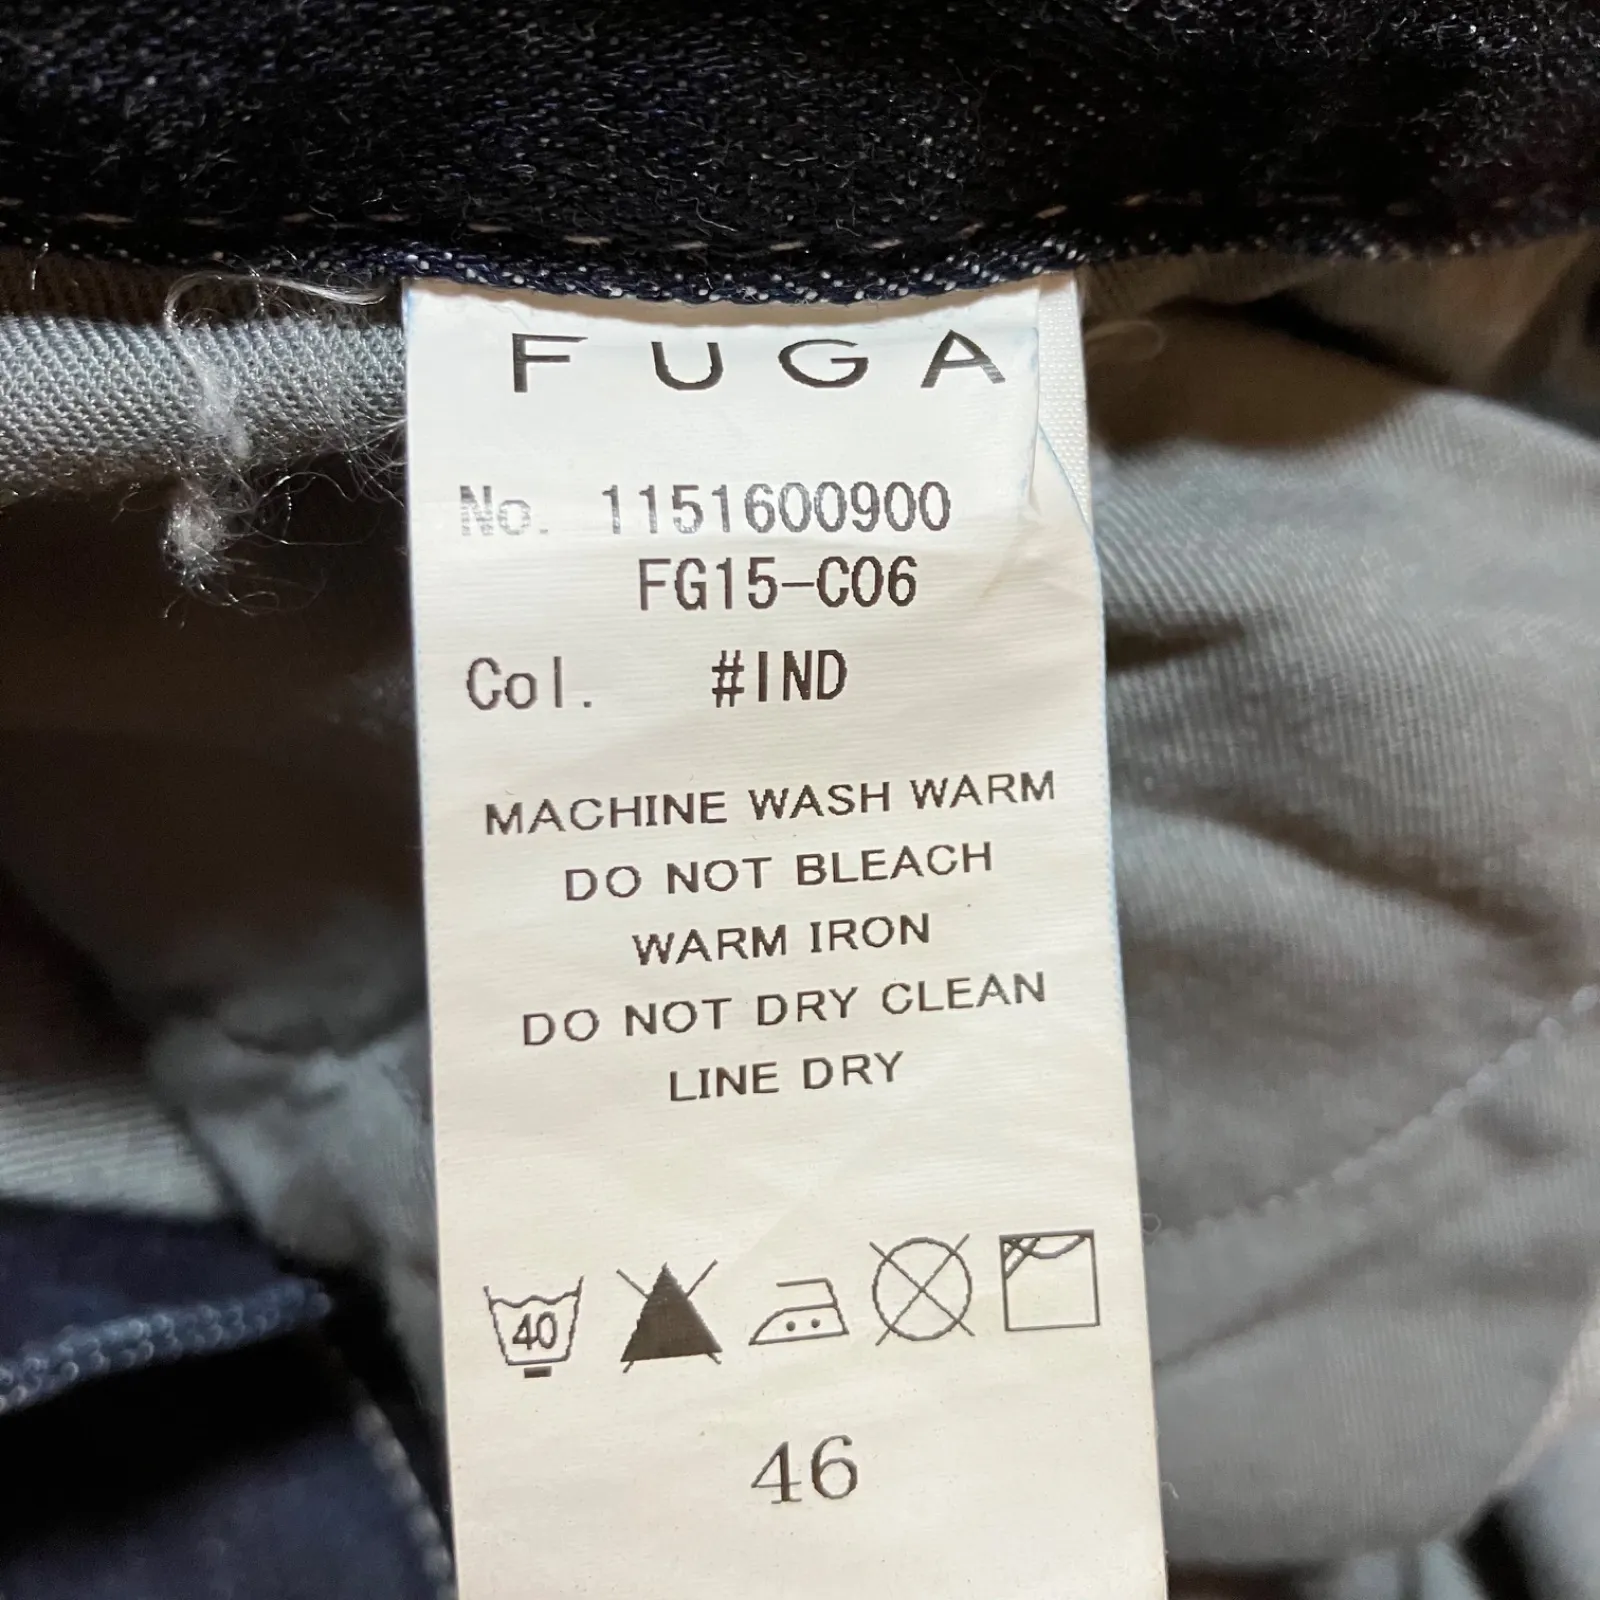 FUGA
No. 1151600900
FG15-C06
Col. #IND
MACHINE WASH WARM
DO NOT BLEACH
WARM IRON
DO NOT DRY CLEAN
LINE DRY
40
46